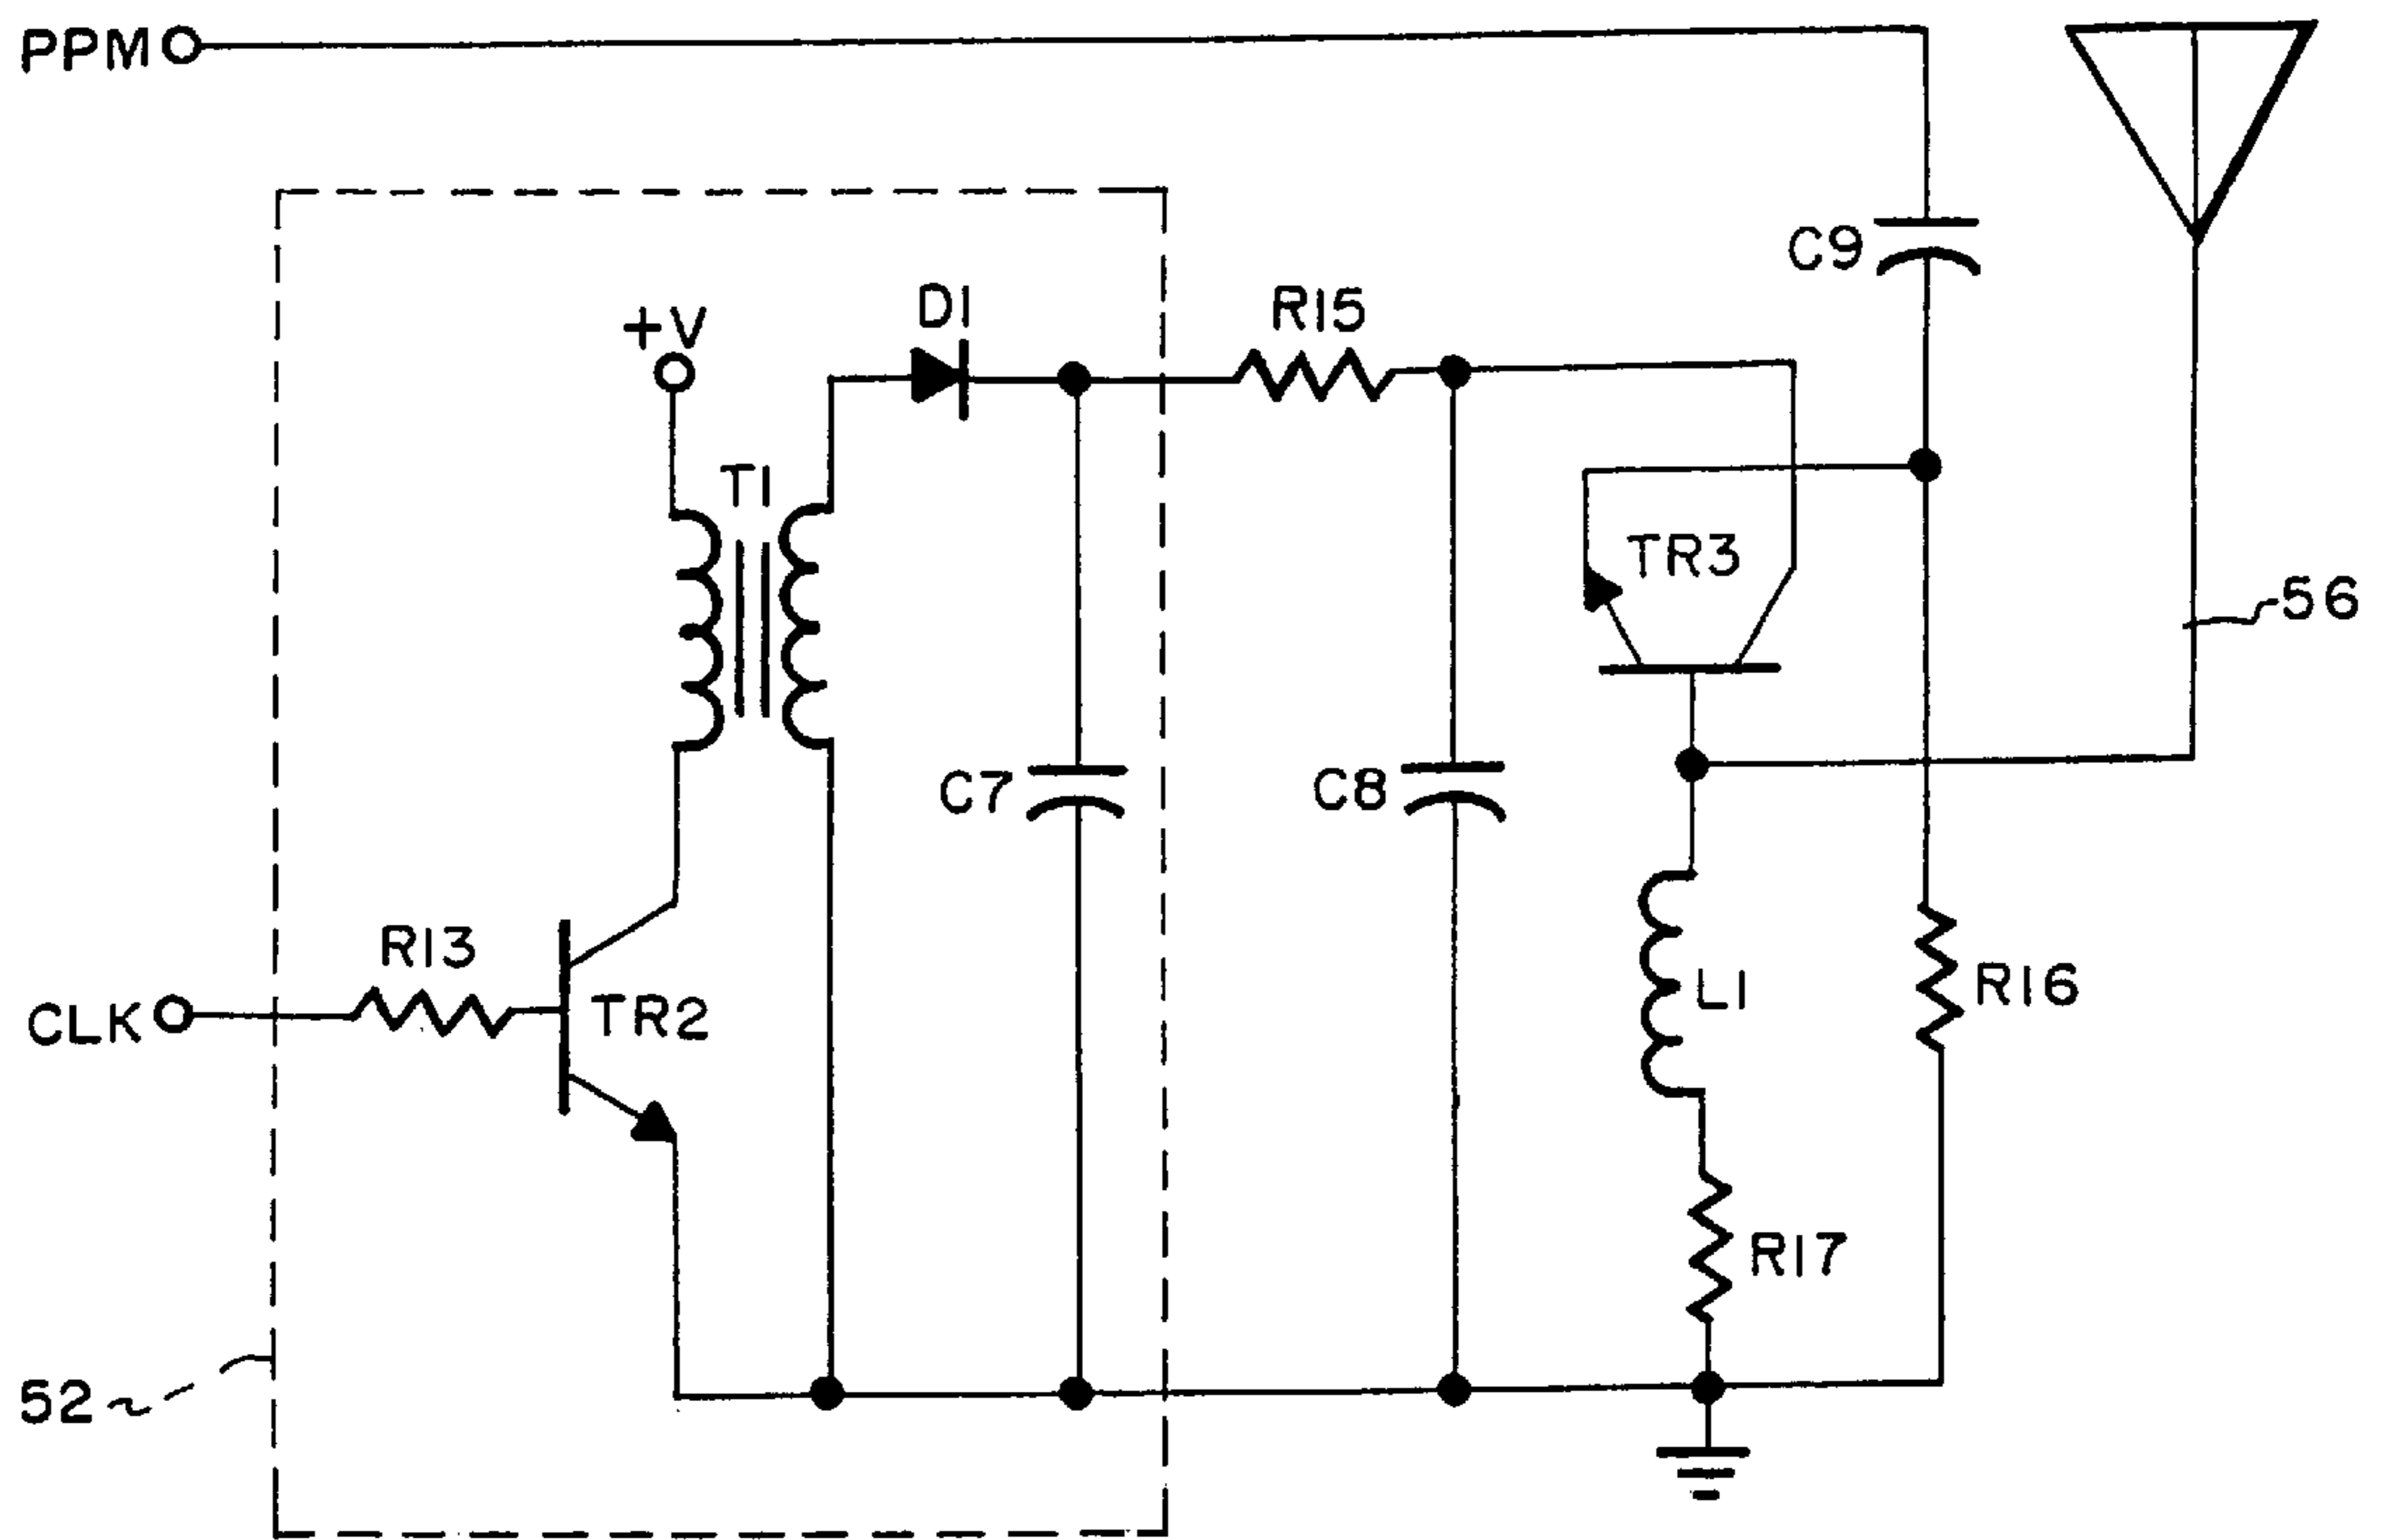 PPM
C9
D1
R15
+V
T1
TR3
56
C7
C8
R13
L1
R16
CLK
TR2
R17
52